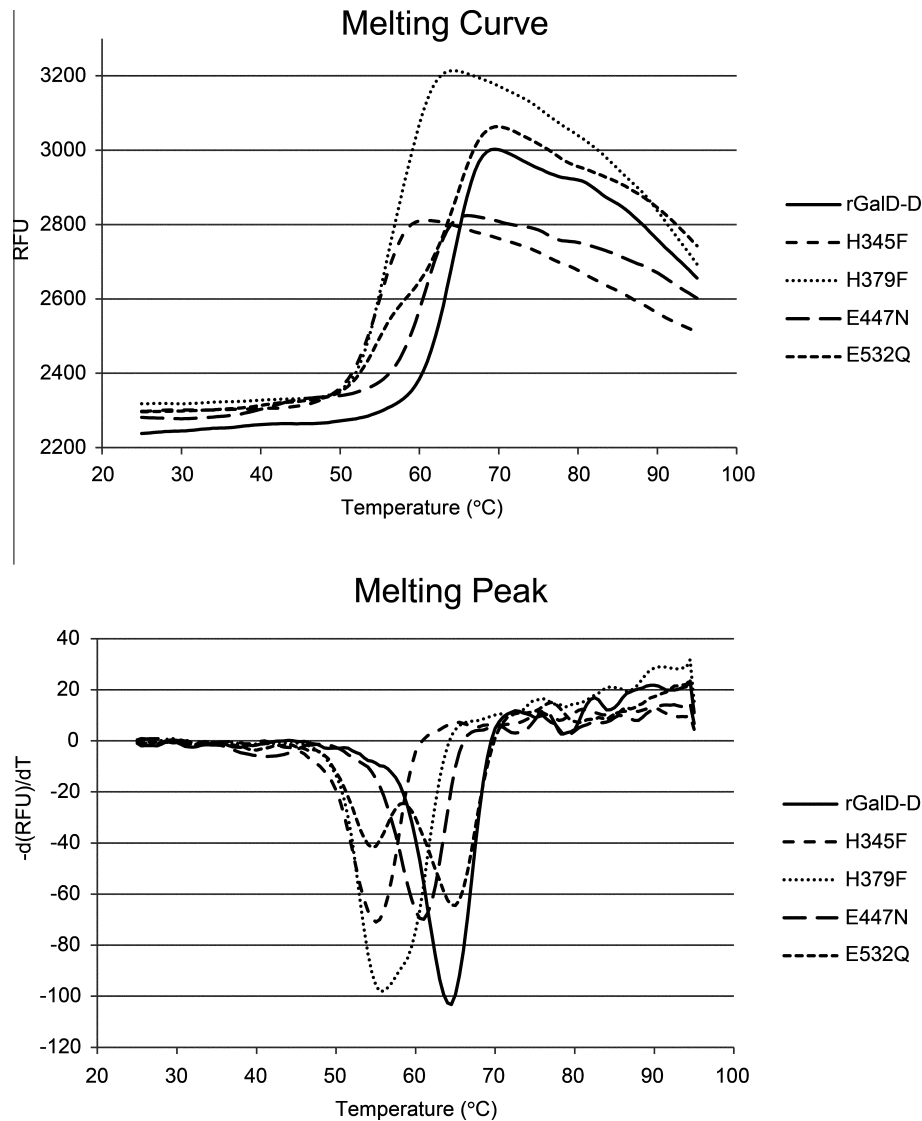 Melting Curve
3200
3000
2800
2600
2400
2200
RFU
20 30 40 50 60 70 80 90 100
Temperature (°C)
rGalD-D
H345F
H379F
E447N
E532Q
Melting Peak
40
20
0
-20
-40
-60
-80
-100
-120
-d(RFU)/dT
20 30 40 50 60 70 80 90 100
Temperature (°C)
rGalD-D
H345F
H379F
E447N
E532Q